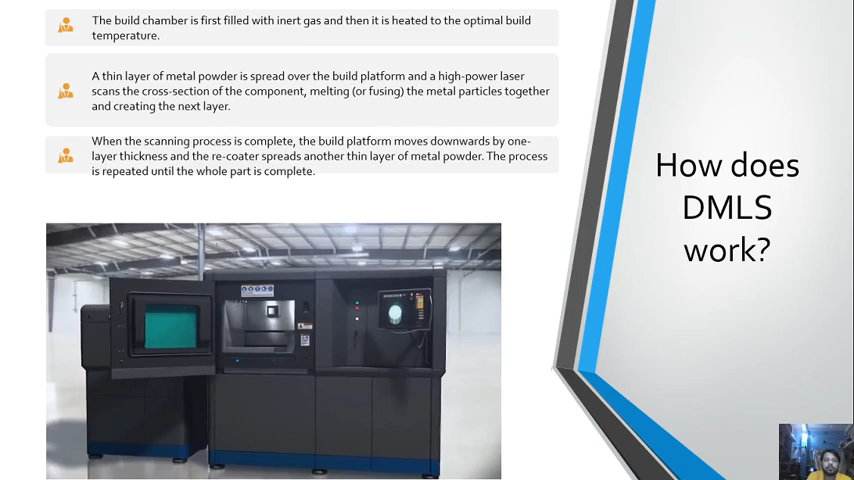 The build chamber is first filled with inert gas and then it is heated to the optimal build
temperature.
A thin layer of metal powder is spread over the build platform and a high-power laser
scans the cross-section of the component, melting (or fusing) the metal particles together
and creating the next layer.
When the scanning process is complete, the build platform moves downwards by one-
layer thickness and the re-coater spreads another thin layer of metal powder. The process
is repeated until the whole part is complete.
How does
DMLS
work?